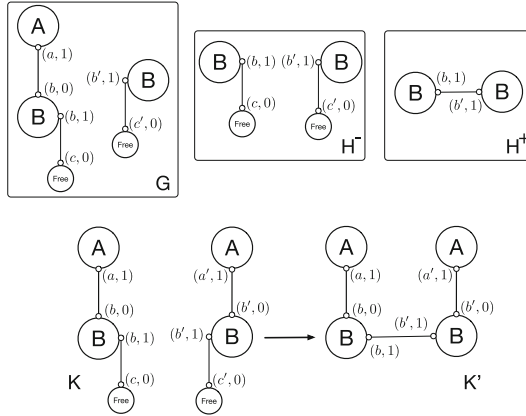 A
(a, 1)
(b, 0)
B
(b, 1)
(c, 0)
Free
(b′, 1)
B
(c′, 0)
Free
G
B
(b, 1)
(c, 0)
Free
(b′, 1)
B
(c′, 0)
Free
H⁻
B
(b, 1)
(b′, 1)
B
H⁺
A
(a, 1)
(b, 0)
B
(b, 1)
(c, 0)
Free
K
A
(a′, 1)
(b′, 0)
(b′, 1)
B
(c′, 0)
Free
A
(a, 1)
(b, 0)
B
(b, 1)
(b′, 1)
A
(a′, 1)
(b′, 0)
B
K'